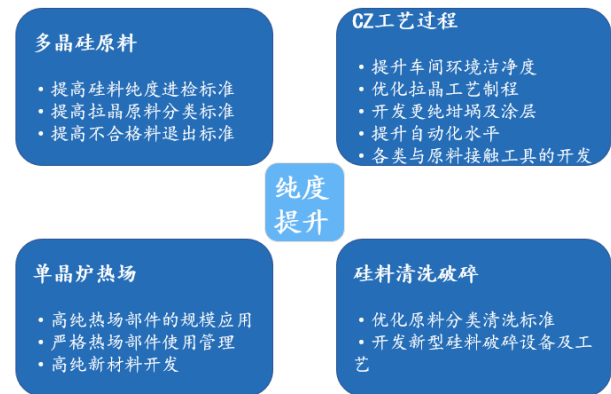 多晶硅原料
• 提高硅料纯度进检标准
• 提高拉晶原料分类标准
• 提高不合格料退出标准
CZ工艺过程
• 提升车间环境洁净度
• 优化拉晶工艺制程
• 开发更纯坩埚及涂层
• 提升自动化水平
• 各类与原料接触工具的开发
纯度
提升
单晶炉热场
• 高纯热场部件的规模应用
• 严格热场部件使用管理
• 高纯新材料开发
硅料清洗破碎
• 优化原料分类清洗标准
• 开发新型硅料破碎设备及工
艺